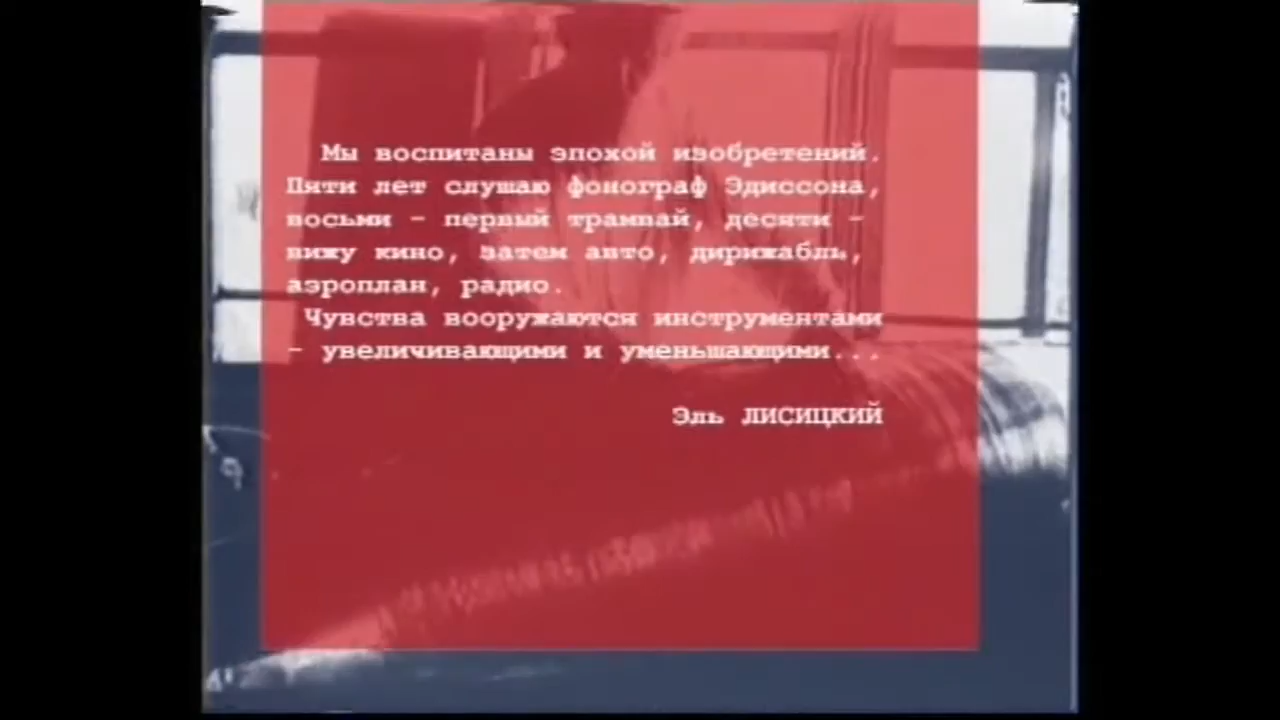 Мы воспитаны эпохой изобретений.
Пяти лет слушаю фонограф Эдиссона,
восьми - первый трамвай, десяти -
вижу кино, затем авто, дирижабль,
аэроплан, радио.
Чувства вооружаются инструментами
- увеличивающими и уменьшающими...
Эль ЛИСИЦКИЙ